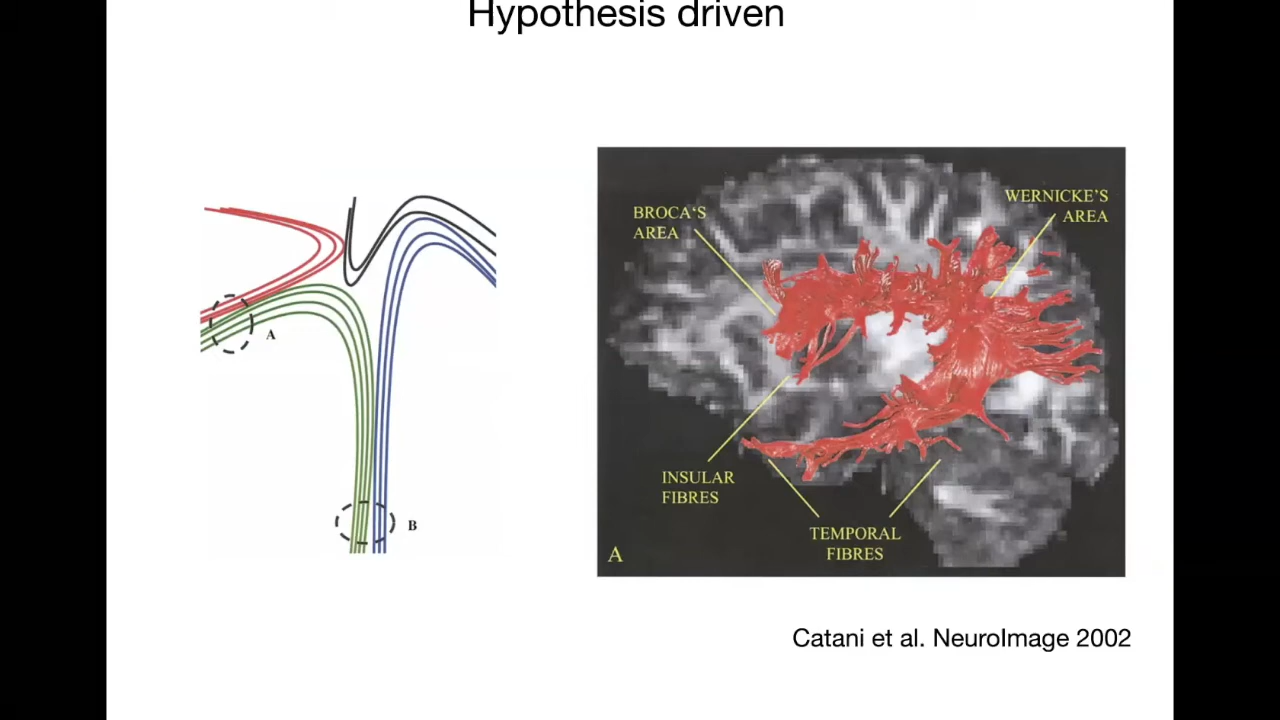 Hypothesis driven
A
B
BROCA'S
AREA
WERNICKE'S
AREA
INSULAR
FIBRES
TEMPORAL
FIBRES
A
Catani et al. NeuroImage 2002